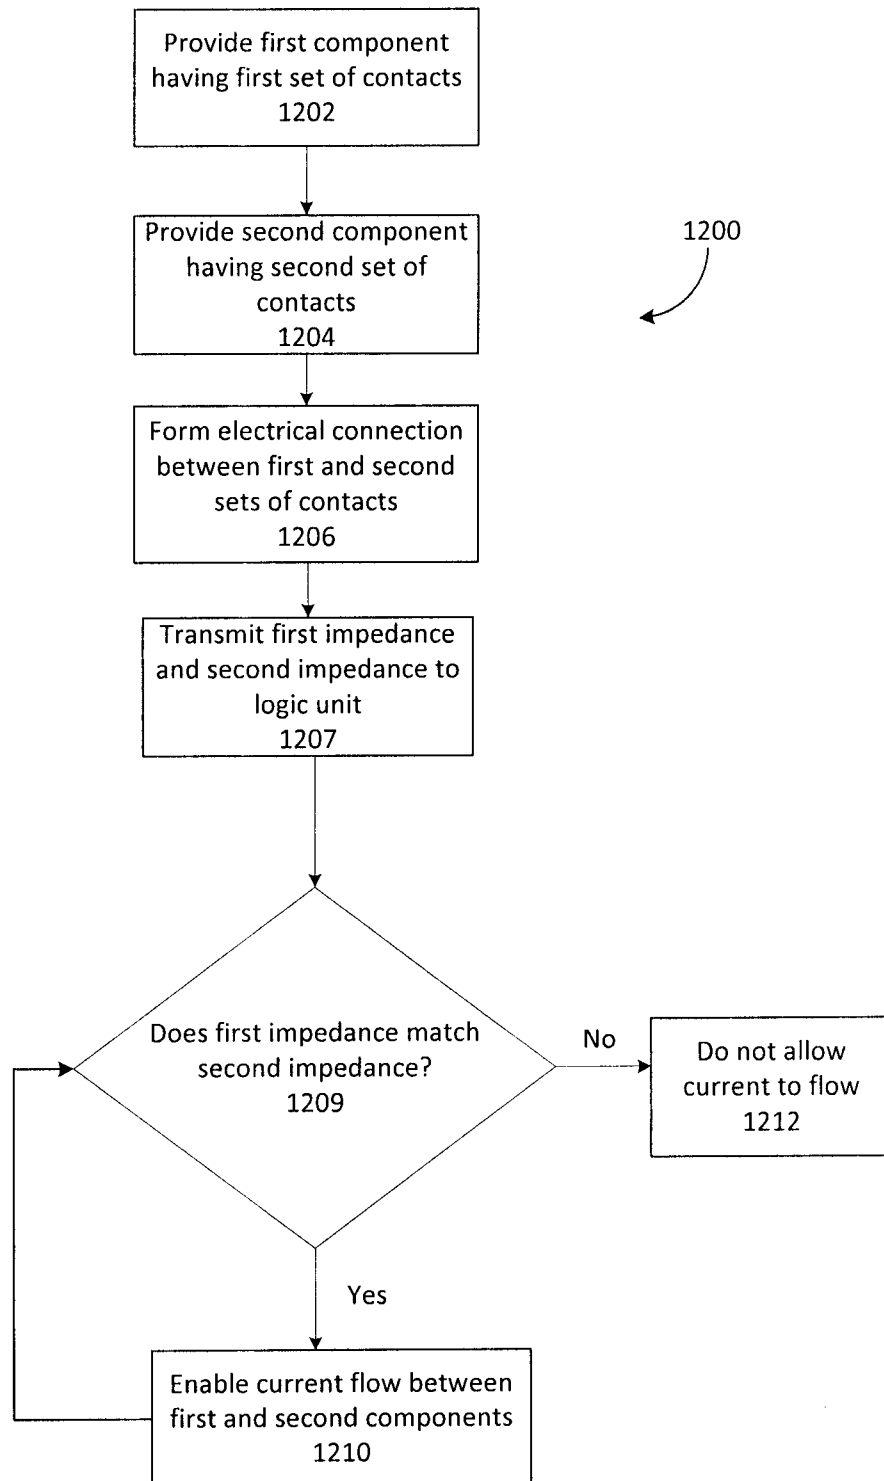 Provide first component
having first set of contacts
1202
Provide second component
having second set of
contacts
1204
1200
Form electrical connection
between first and second
sets of contacts
1206
Transmit first impedance
and second impedance to
logic unit
1207
Does first impedance match
second impedance?
1209
No
Do not allow
current to flow
1212
Yes
Enable current flow between
first and second components
1210